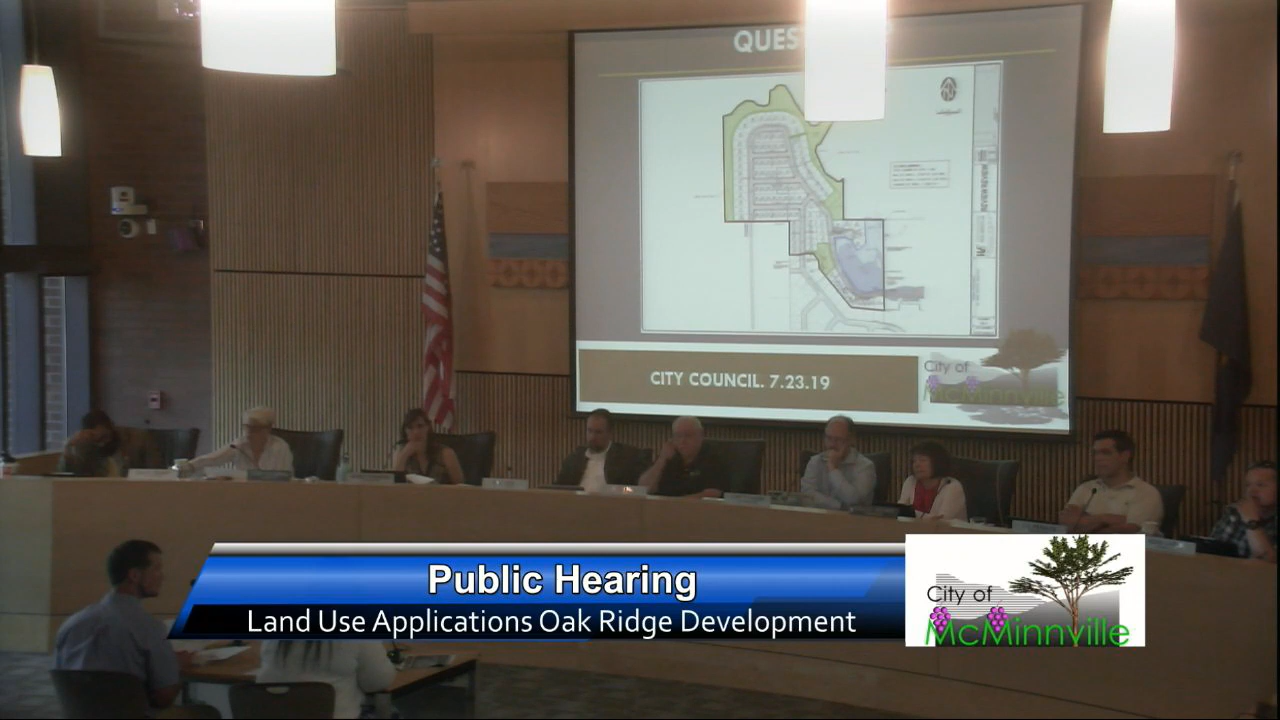 QUES
CITY COUNCIL. 7.23.19
City of
McMinnville
Public Hearing
Land Use Applications Oak Ridge Development
City of
McMinnville